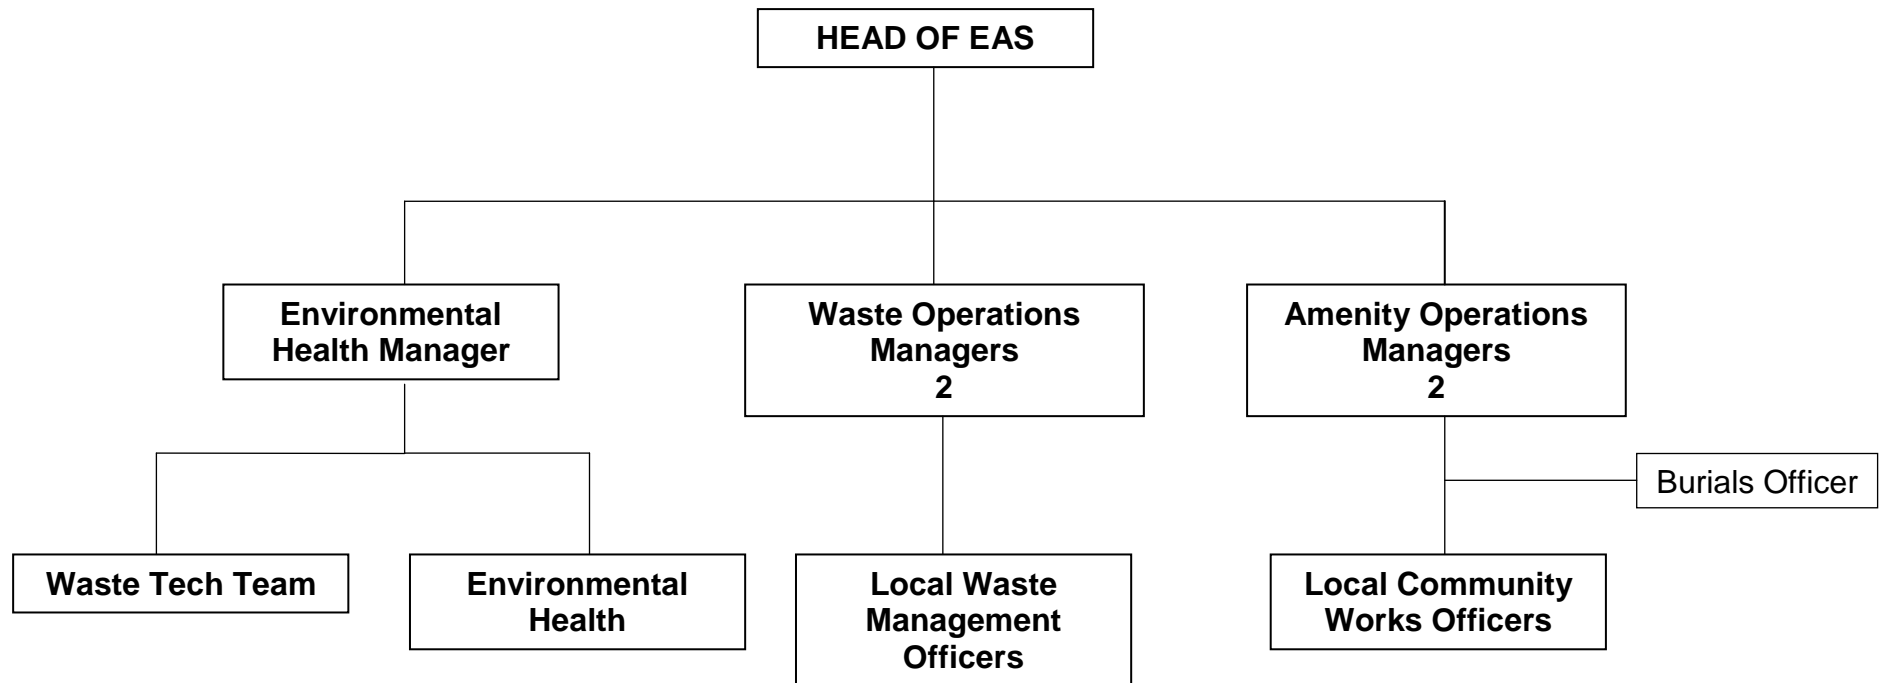 HEAD OF EAS
Environmental
Health Manager
Waste Operations
Managers
2
Amenity Operations
Managers
2
Burials Officer
Waste Tech Team
Environmental
Health
Local Waste
Management
Officers
Local Community
Works Officers